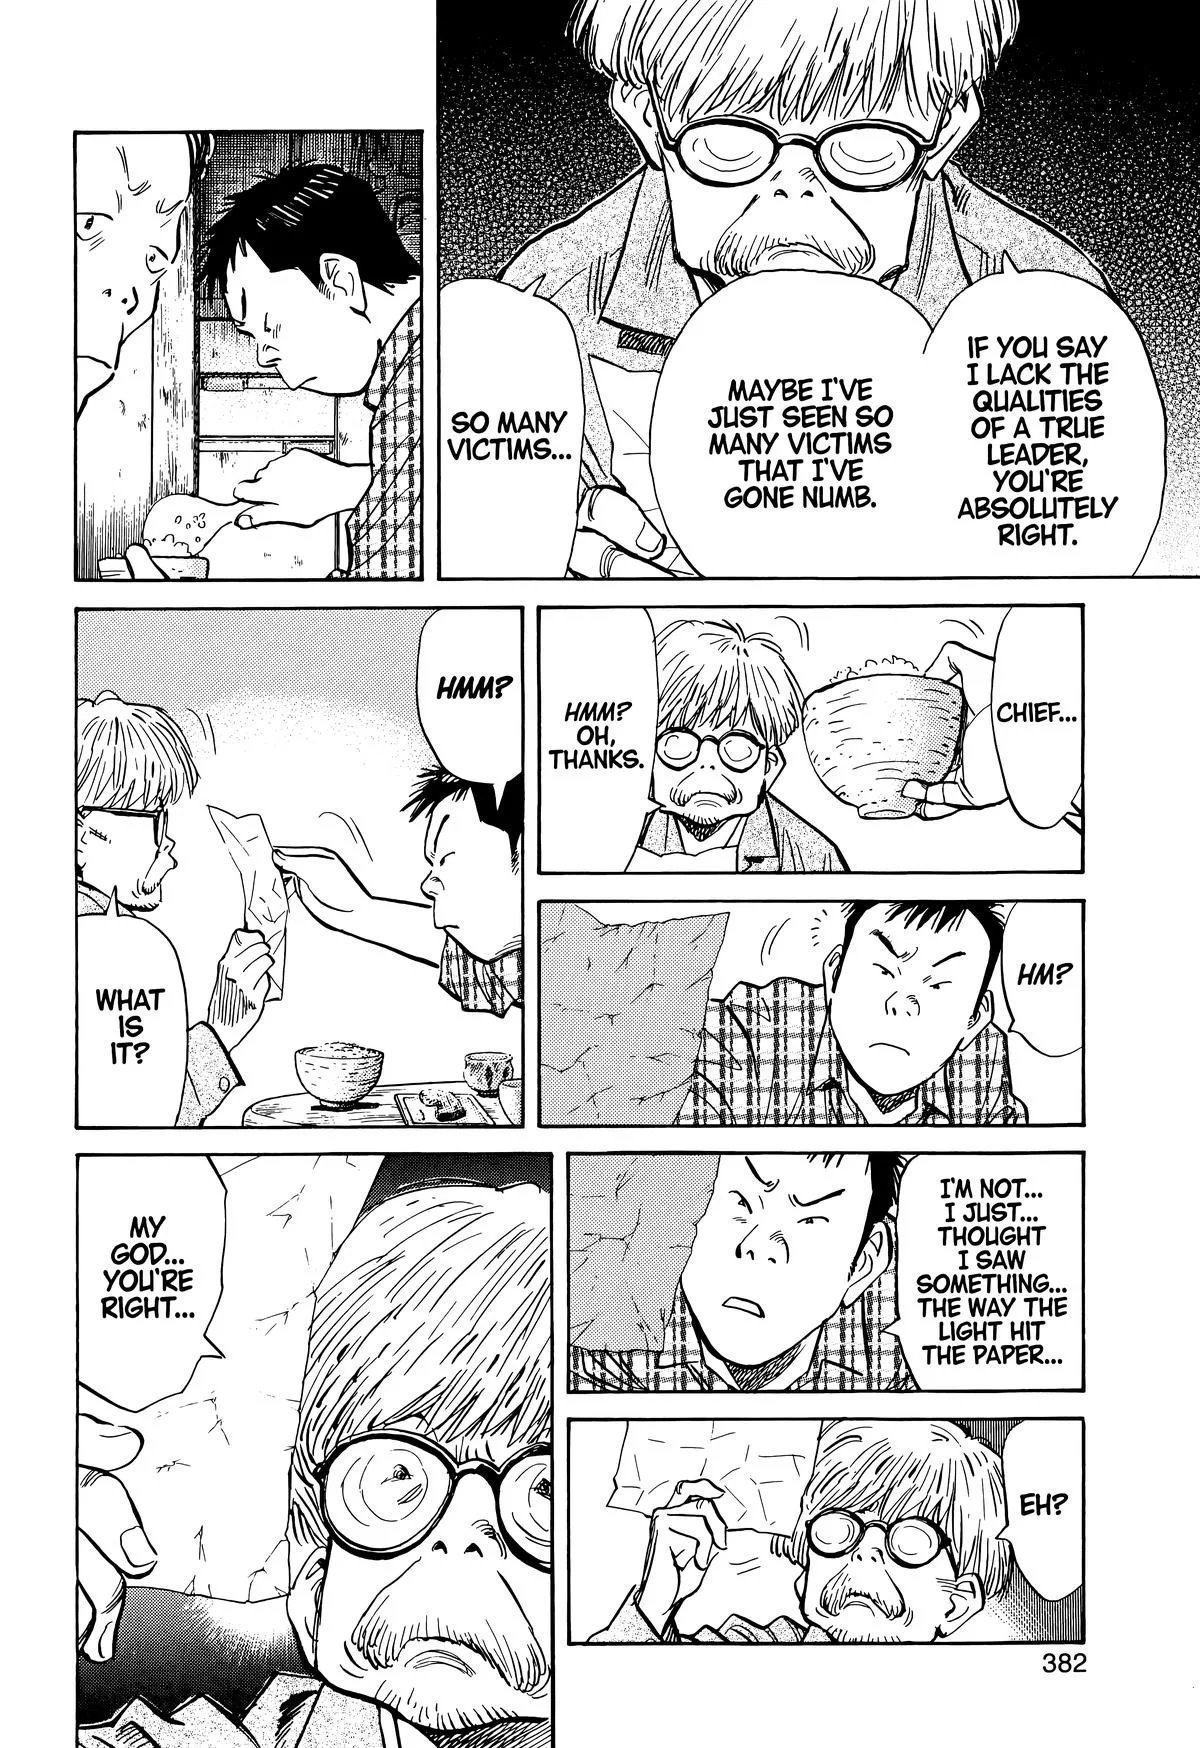 IF YOU SAY
I LACK THE
QUALITIES
OF A TRUE
LEADER,
YOU'RE
ABSOLUTELY
RIGHT.
MAYBE I'VE
JUST SEEN SO
MANY VICTIMS
THAT I'VE
GONE NUMB.
SO MANY
VICTIMS...
CHIEF...
HMM?
OH,
THANKS.
HM?
HMM?
WHAT
IS
IT?
I'M NOT...
I JUST...
THOUGHT
I SAW
SOMETHING...
THE WAY THE
LIGHT HIT
THE PAPER...
EH?
MY
GOD...
YOU'RE
RIGHT...
382